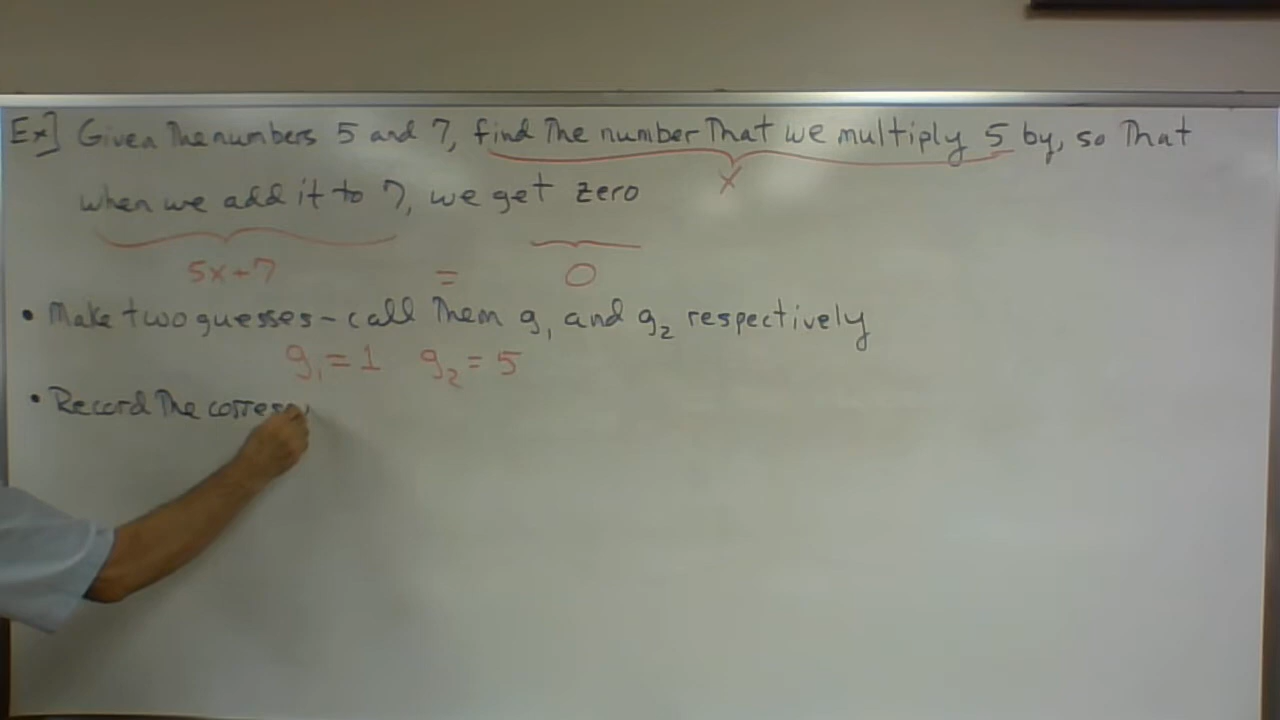 Ex] Given The numbers 5 and 7, find The number That we multiply 5 by, so That
x
when we add it to 7, we get zero
5x+7 = 0
• Make two guesses - call Them g₁ and g₂ respectively
g₁ = 1 g₂ = 5
• Record The corresp